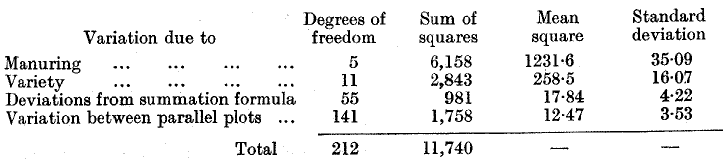 Variation due to Degrees of freedom Sum of squares Mean square Standard deviation
Manuring ... ... ... ... 5 6,158 1231·6 35·09
Variety ... ... ... ... 11 2,843 258·5 16·07
Deviations from summation formula 55 981 17·84 4·22
Variation between parallel plots ... 141 1,758 12·47 3·53
Total 212 11,740 — —